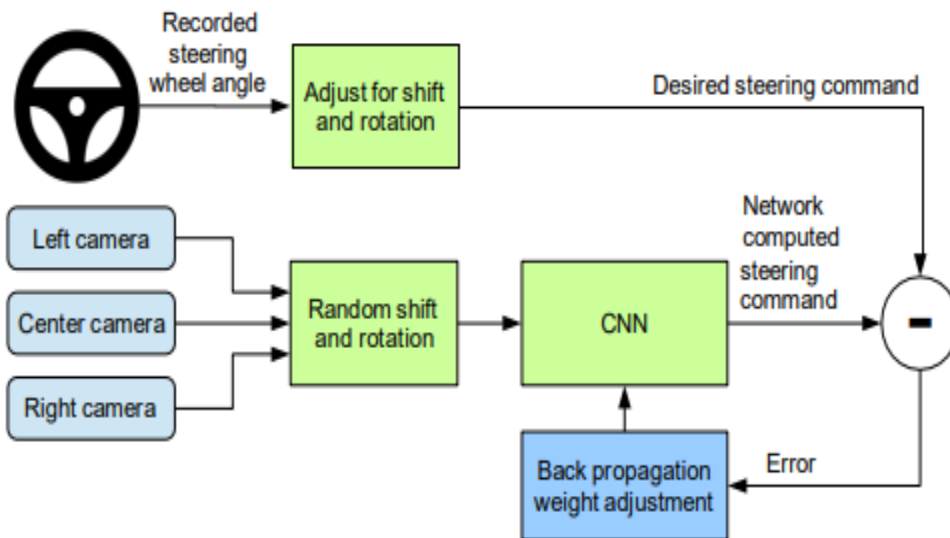 Recorded
steering
wheel angle
Adjust for shift
and rotation
Desired steering command
Left camera
Center camera
Right camera
Random shift
and rotation
CNN
Network
computed
steering
command
-
Back propagation
weight adjustment
Error